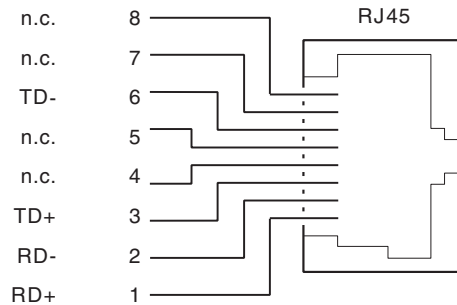 RJ45
n.c. 8
n.c. 7
TD- 6
n.c. 5
n.c. 4
TD+ 3
RD- 2
RD+ 1